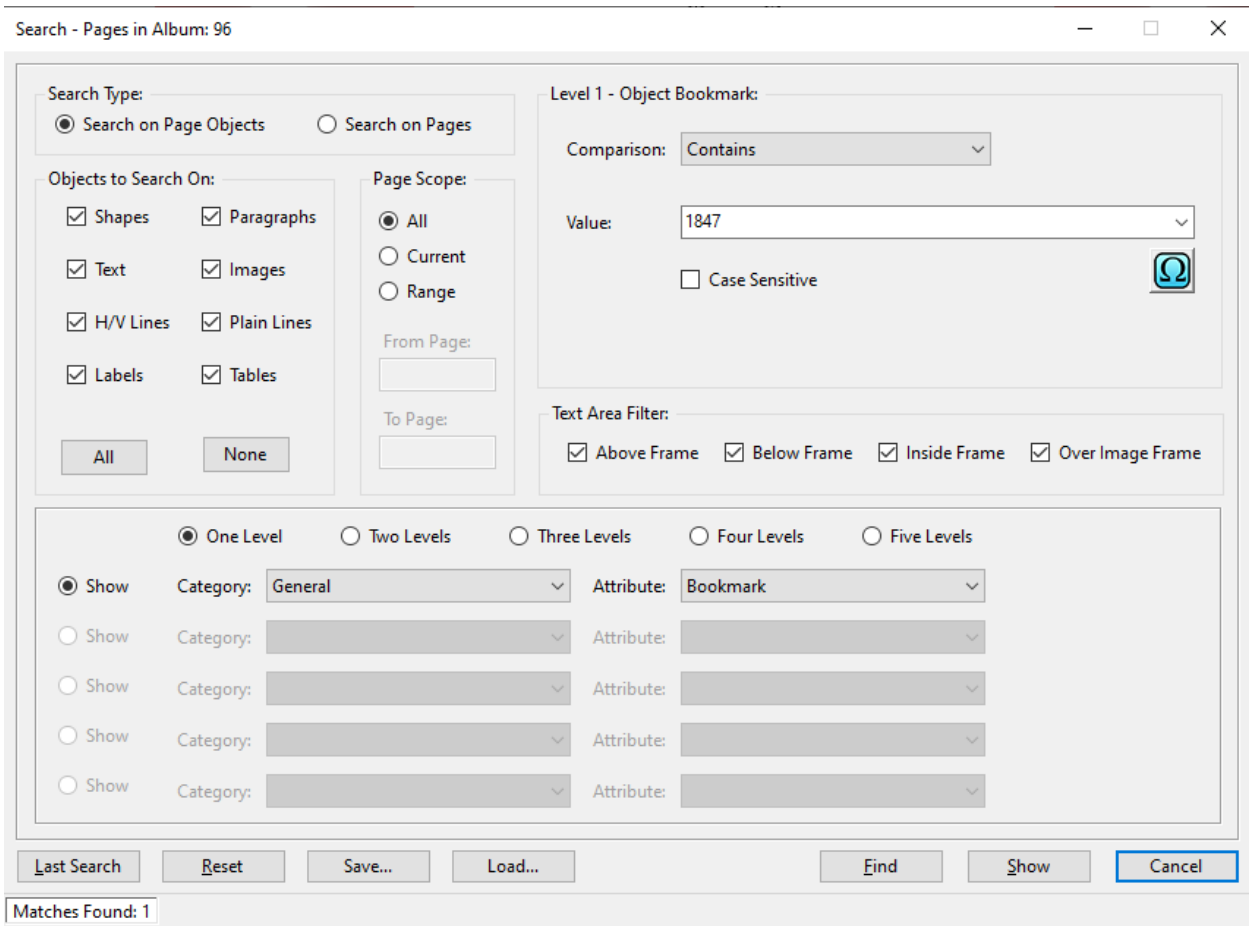 Search - Pages in Album: 96
Search Type:
Search on Page Objects
Search on Pages
Objects to Search On:
Shapes
Paragraphs
Text
Images
H/V Lines
Plain Lines
Labels
Tables
All
None
Page Scope:
All
Current
Range
From Page:
To Page:
Level 1 - Object Bookmark:
Comparison: Contains
Value: 1847
Case Sensitive
Ω
Text Area Filter:
Above Frame
Below Frame
Inside Frame
Over Image Frame
One Level
Two Levels
Three Levels
Four Levels
Five Levels
Show Category: General Attribute: Bookmark
Show Category: Attribute:
Show Category: Attribute:
Show Category: Attribute:
Show Category: Attribute:
Last Search
Reset
Save...
Load...
Find
Show
Cancel
Matches Found: 1